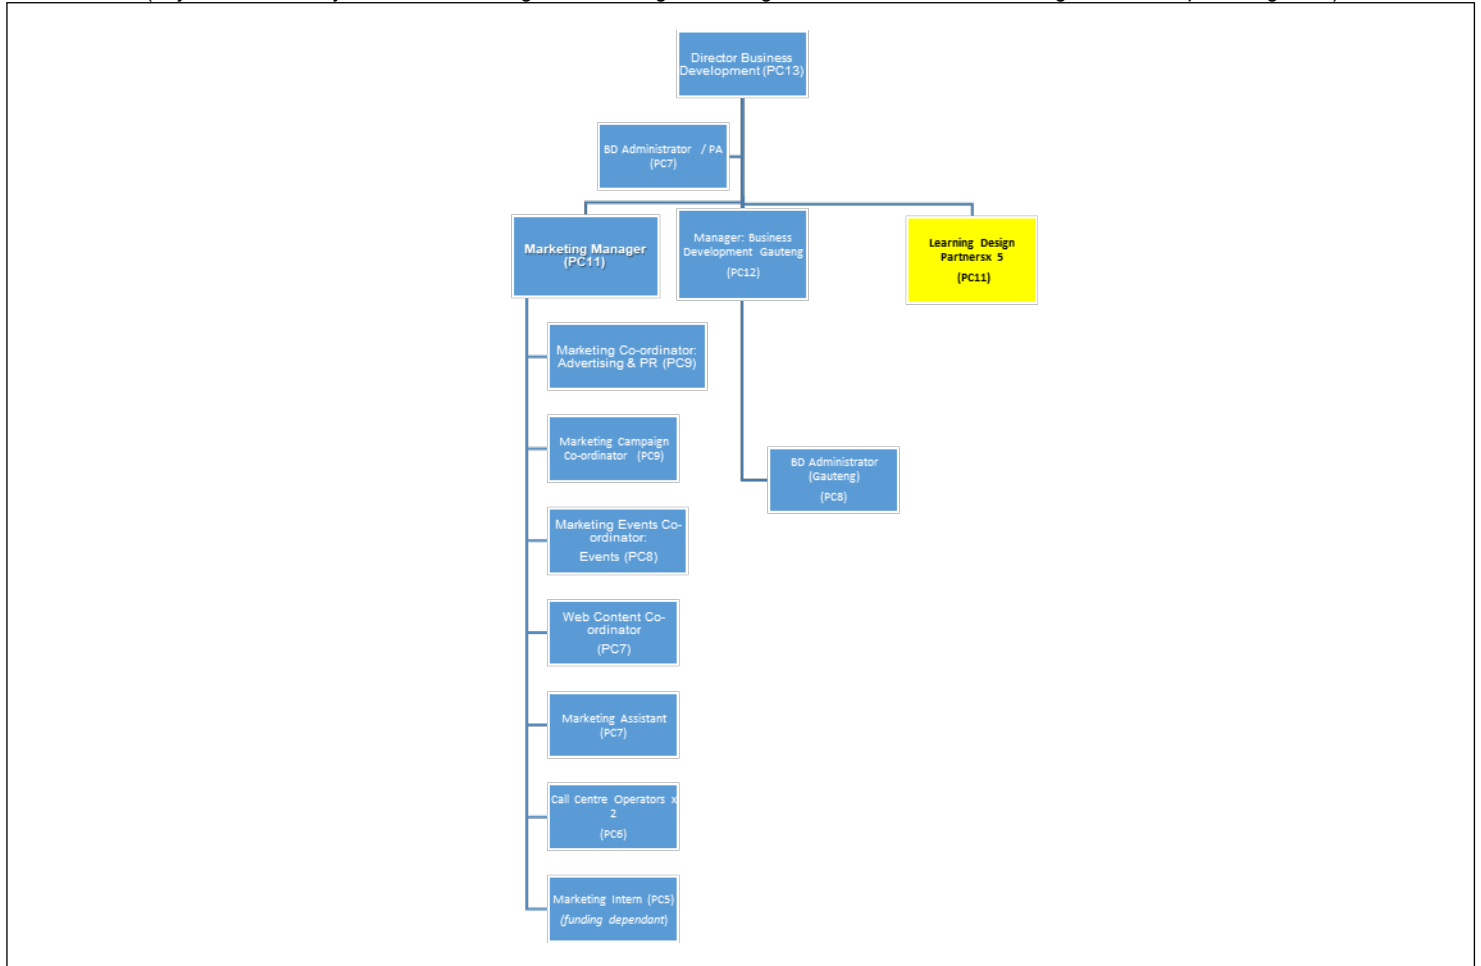 Director Business
Development (PC13)
BD Administrator / PA
(PC7)
Marketing Manager
(PC11)
Manager: Business
Development Gauteng
(PC12)
Learning Design
Partnersx 5
(PC11)
Marketing Co-ordinator:
Advertising & PR (PC9)
Marketing Campaign
Co-ordinator (PC9)
BD Administrator
(Gauteng)
(PC8)
Marketing Events Co-
ordinator:
Events (PC8)
Web Content Co-
ordinator
(PC7)
Marketing Assistant
(PC7)
Call Centre Operators x
2
(PC6)
Marketing Intern (PC5)
(funding dependant)